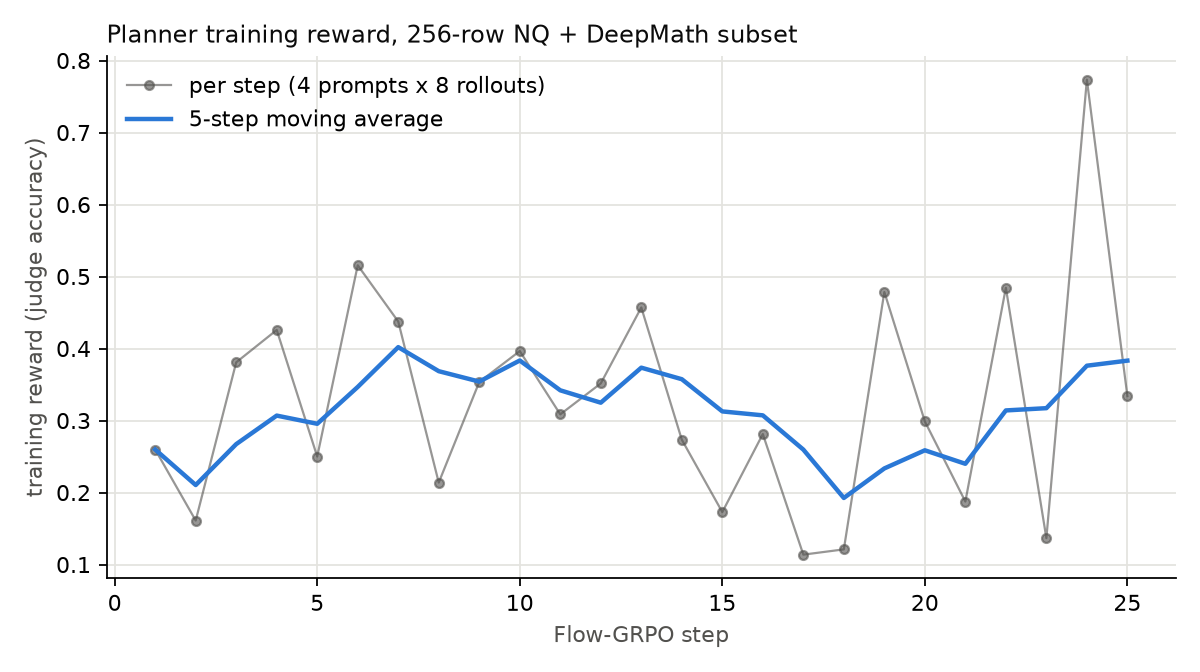 Planner training reward, 256-row NQ + DeepMath subset
per step (4 prompts x 8 rollouts)
5-step moving average
training reward (judge accuracy)
0.8
0.7
0.6
0.5
0.4
0.3
0.2
0.1
0 5 10 15 20 25
Flow-GRPO step